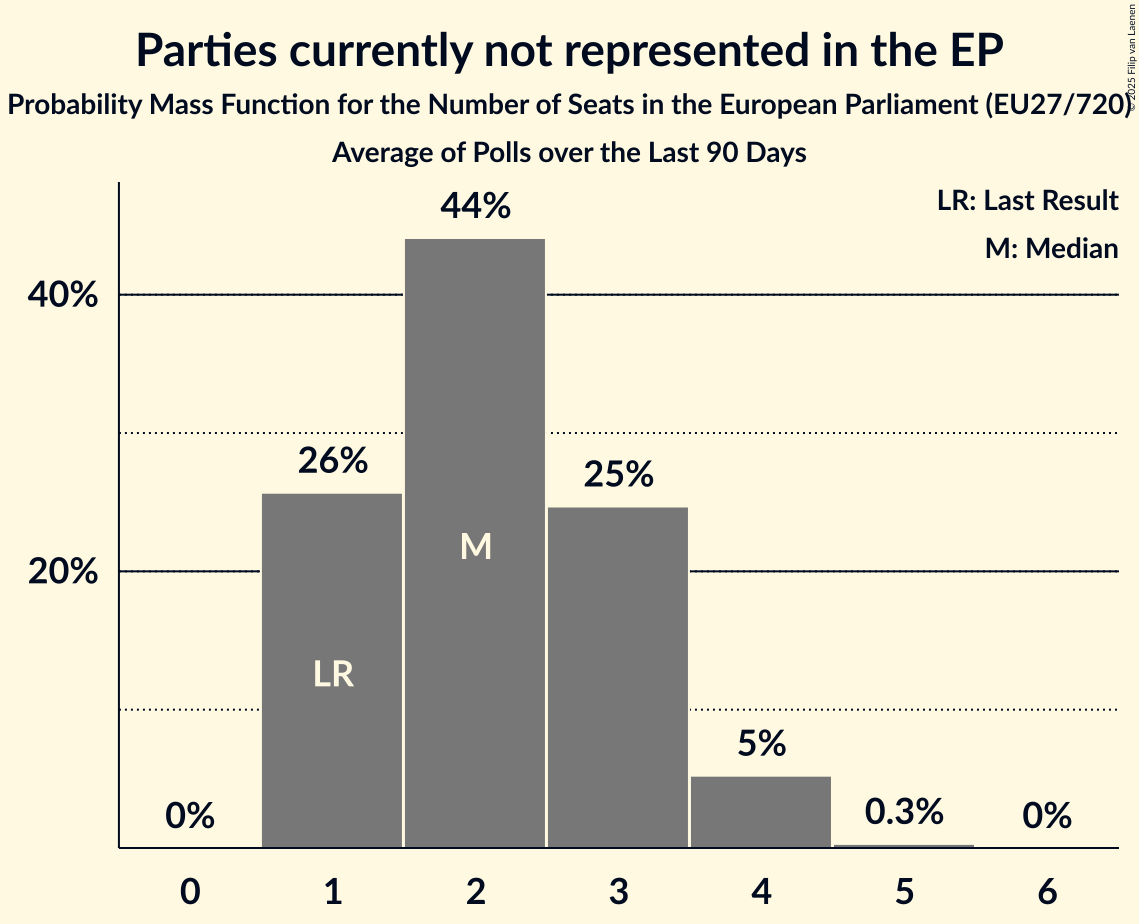 Parties currently not represented in the EP
Probability Mass Function for the Number of Seats in the European Parliament (EU27/720)
Average of Polls over the Last 90 Days
© 2025 Filip van Laenen
LR: Last Result
M: Median
40%
20%
0%
26%
44%
25%
5%
0.3%
0%
LR
M
0 1 2 3 4 5 6